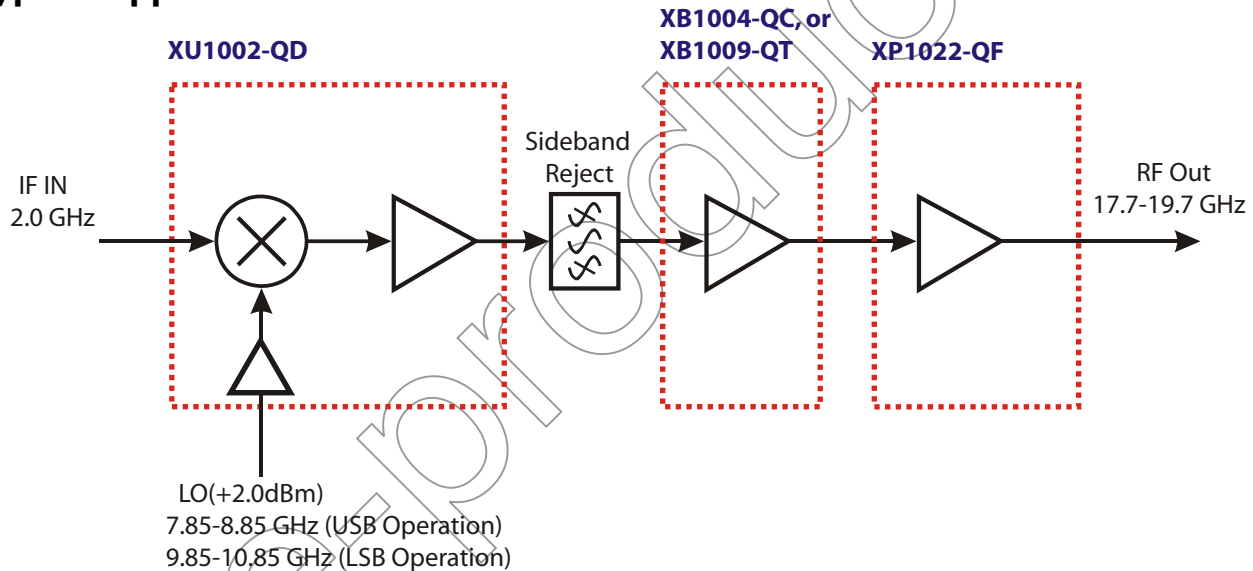 XU1002-QD
XB1004-QC, or
XB1009-QT
XP1022-QF
Sideband
Reject
IF IN
2.0 GHz
RF Out
17.7-19.7 GHz
LO(+2.0dBm)
7.85-8.85 GHz (USB Operation)
9.85-10.85 GHz (LSB Operation)